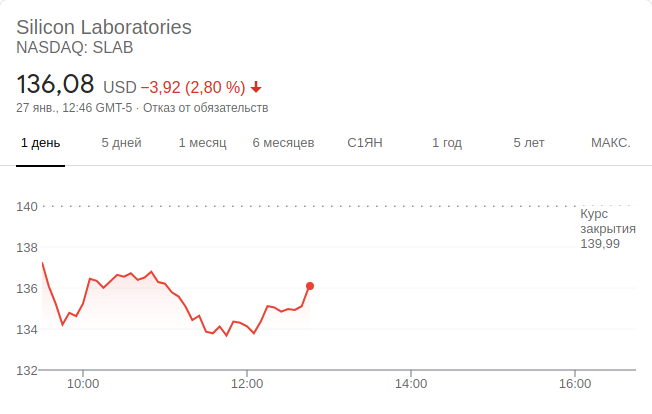 Silicon Laboratories
NASDAQ: SLAB
136,08 USD −3,92 (2,80 %)
27 янв., 12:46 GMT-5 · Отказ от обязательств
1 день 5 дней 1 месяц 6 месяцев С1ЯН 1 год 5 лет МАКС.
140
Курс
закрытия
139,99
138
136
134
132
10:00 12:00 14:00 16:00